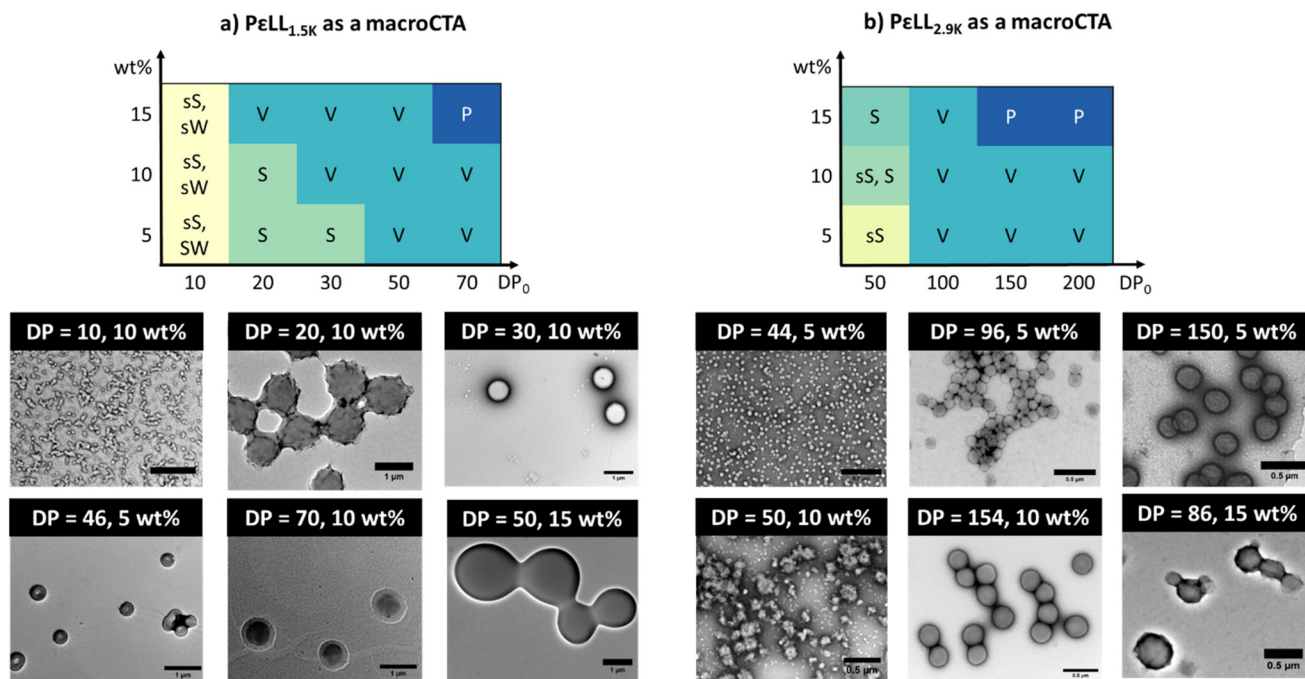 a) PεLL1.5K as a macroCTA
wt%
15
sS,
sW
V
V
V
P
10
sS,
sW
S
V
V
V
5
sS,
SW
S
S
V
V
10 20 30 50 70 DP0
DP = 10, 10 wt%
DP = 20, 10 wt%
1 μm
DP = 30, 10 wt%
1 μm
DP = 46, 5 wt%
1 μm
DP = 70, 10 wt%
1 μm
DP = 50, 15 wt%
1 μm
b) PεLL2.9K as a macroCTA
wt%
15
S
V
P
P
10
sS, S
V
V
V
5
sS
V
V
V
50 100 150 200 DP0
DP = 44, 5 wt%
DP = 96, 5 wt%
0.5 μm
DP = 150, 5 wt%
0.5 μm
DP = 50, 10 wt%
0.5 μm
DP = 154, 10 wt%
0.5 μm
DP = 86, 15 wt%
0.5 μm